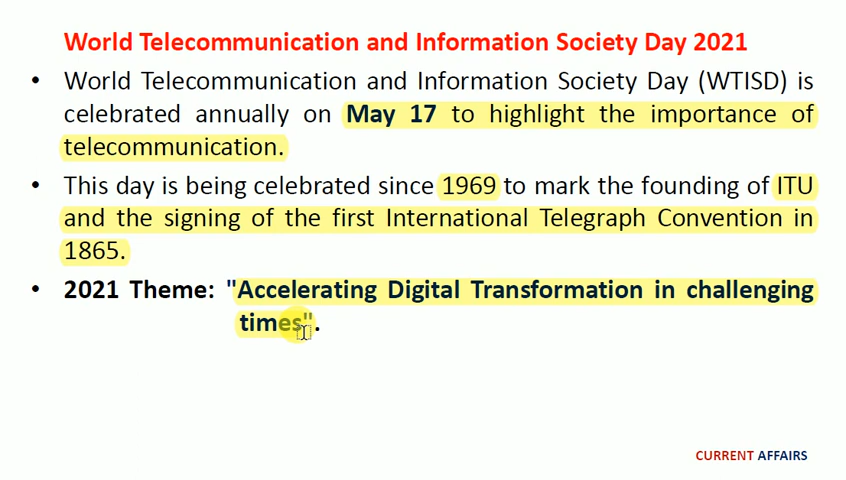 World Telecommunication and Information Society Day 2021
• World Telecommunication and Information Society Day (WTISD) is
celebrated annually on May 17 to highlight the importance of
telecommunication.
• This day is being celebrated since 1969 to mark the founding of ITU
and the signing of the first International Telegraph Convention in
1865.
• 2021 Theme: "Accelerating Digital Transformation in challenging
times".
CURRENT AFFAIRS